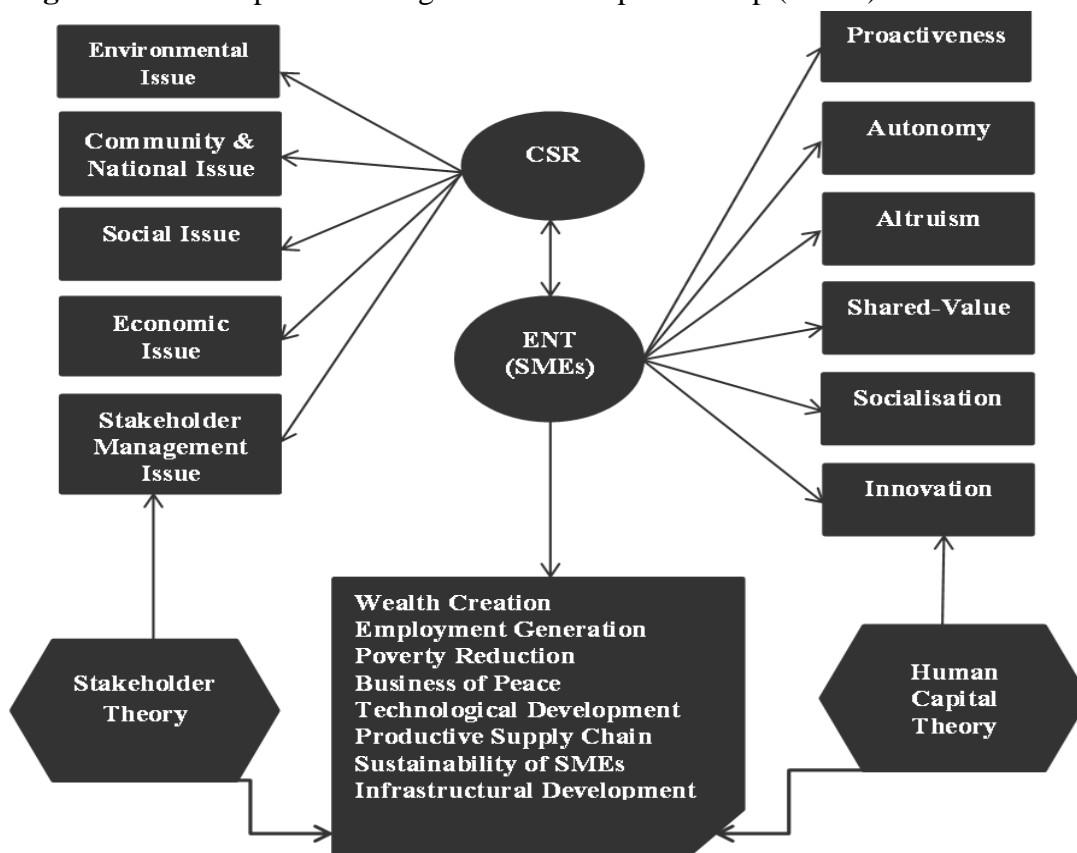 Environmental
Issue
Community &
National Issue
Social Issue
Economic
Issue
Stakeholder
Management
Issue
CSR
ENT
(SMEs)
Proactiveness
Autonomy
Altruism
Shared-Value
Socialisation
Innovation
Stakeholder
Theory
Wealth Creation
Employment Generation
Poverty Reduction
Business of Peace
Technological Development
Productive Supply Chain
Sustainability of SMEs
Infrastructural Development
Human
Capital
Theory